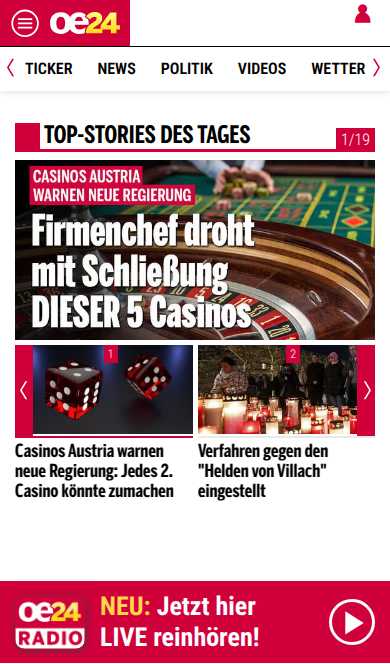 oe24
TICKER NEWS POLITIK VIDEOS WETTER
TOP-STORIES DES TAGES
1/19
CASINOS AUSTRIA
WARNEN NEUE REGIERUNG
Firmenchef droht
mit Schließung
DIESER 5 Casinos
1
2
Casinos Austria warnen
neue Regierung: Jedes 2.
Casino könnte zumachen
Verfahren gegen den
"Helden von Villach"
eingestellt
oe24
RADIO
NEU: Jetzt hier
LIVE reinhören!